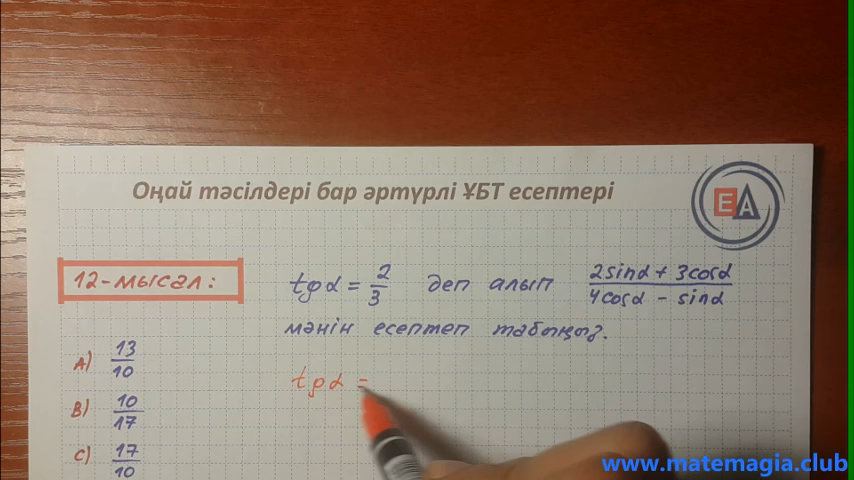 Оңай тәсілдері бар әртүрлі ҰБТ есептері
EA
12-мысал:
tgα = 2/3 деп алып (2sinα + 3cosα)/(4cosα - sinα)
мәнін есептеп табыңыз.
tgα =
A) 13/10
B) 10/17
C) 17/10
www.matemagia.club